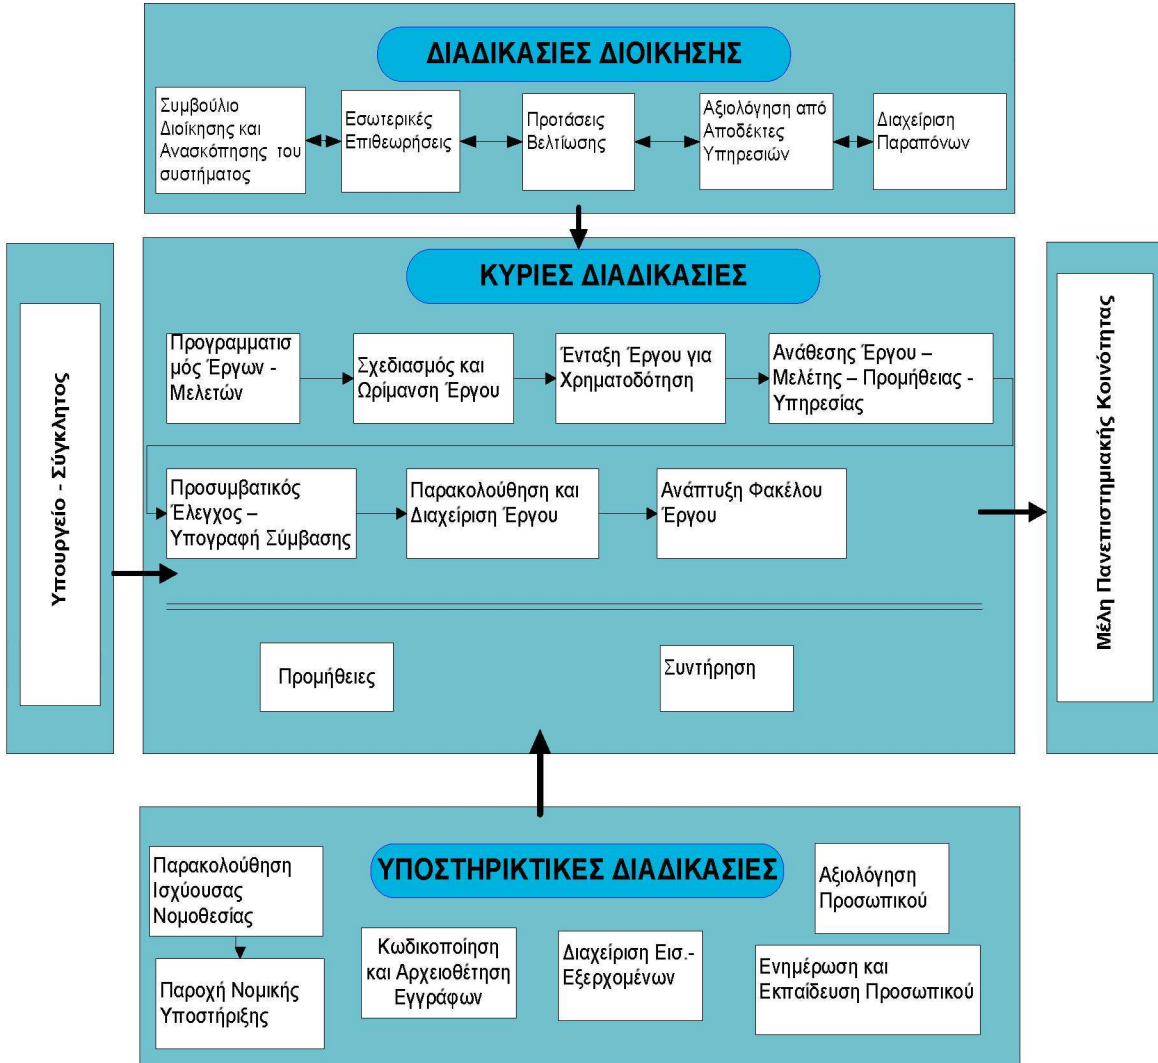 ΔΙΑΔΙΚΑΣΙΕΣ ΔΙΟΙΚΗΣΗΣ
Συμβούλιο
Διοίκησης και
Ανασκόπησης του
συστήματος
Εσωτερικές
Επιθεωρήσεις
Προτάσεις
Βελτίωσης
Αξιολόγηση από
Αποδέκτες
Υπηρεσιών
Διαχείριση
Παραπόνων
Υπουργείο - Σύγκλητος
ΚΥΡΙΕΣ ΔΙΑΔΙΚΑΣΙΕΣ
Προγραμματισ
μός Έργων -
Μελετών
Σχεδιασμός και
Ωρίμανση Έργου
Ένταξη Έργου για
Χρηματοδότηση
Ανάθεσης Έργου –
Μελέτης – Προμήθειας -
Υπηρεσίας
Προσυμβατικός
Έλεγχος –
Υπογραφή Σύμβασης
Παρακολούθηση και
Διαχείριση Έργου
Ανάπτυξη Φακέλου
Έργου
Προμήθειες
Συντήρηση
Μέλη Πανεπιστημιακής Κοινότητας
ΥΠΟΣΤΗΡΙΚΤΙΚΕΣ ΔΙΑΔΙΚΑΣΙΕΣ
Παρακολούθηση
Ισχύουσας
Νομοθεσίας
Παροχή Νομικής
Υποστήριξης
Κωδικοποίηση
και Αρχειοθέτηση
Εγγράφων
Διαχείριση Εισ.-
Εξερχομένων
Αξιολόγηση
Προσωπικού
Ενημέρωση και
Εκπαίδευση Προσωπικού